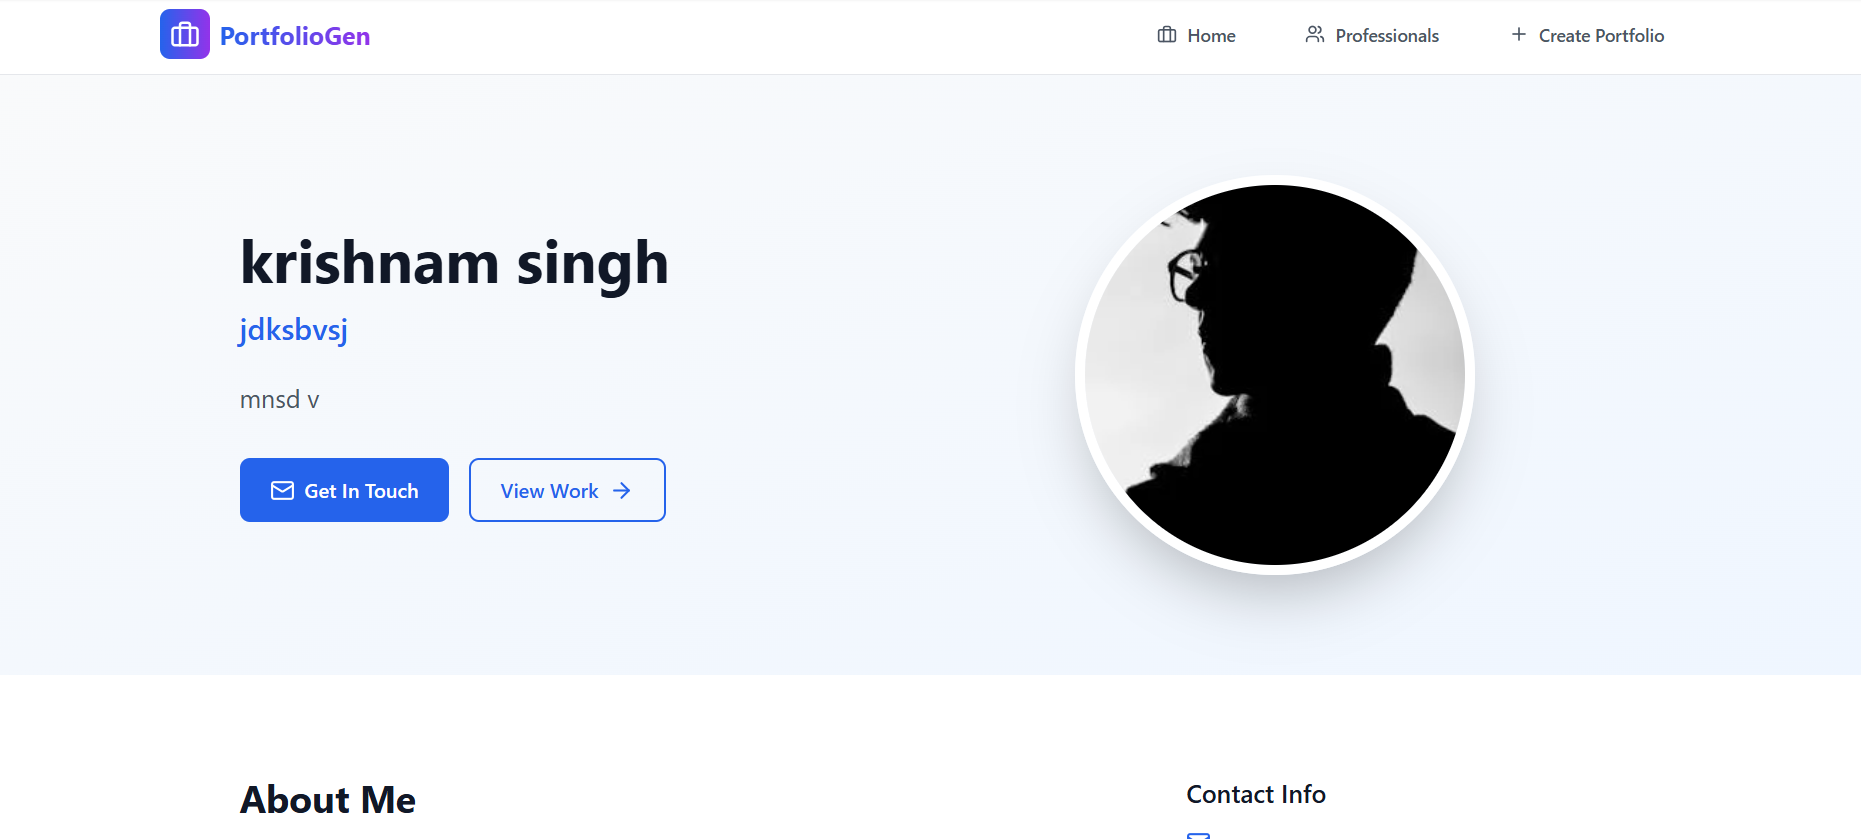 PortfolioGen
Home
Professionals
Create Portfolio
krishnam singh
jdksbvsj
mnsd v
Get In Touch
View Work
About Me
Contact Info